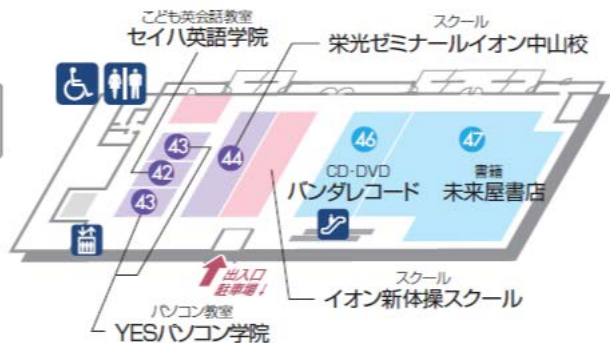 こども英会話教室
セイハ英語学院
スクール
栄光ゼミナールイオン中山校
43
42
43
44
46
CD・DVD
バンダレコード
47
書籍
未来屋書店
出入口
駐車場↓
スクール
イオン新体操スクール
パソコン教室
YESパソコン学院